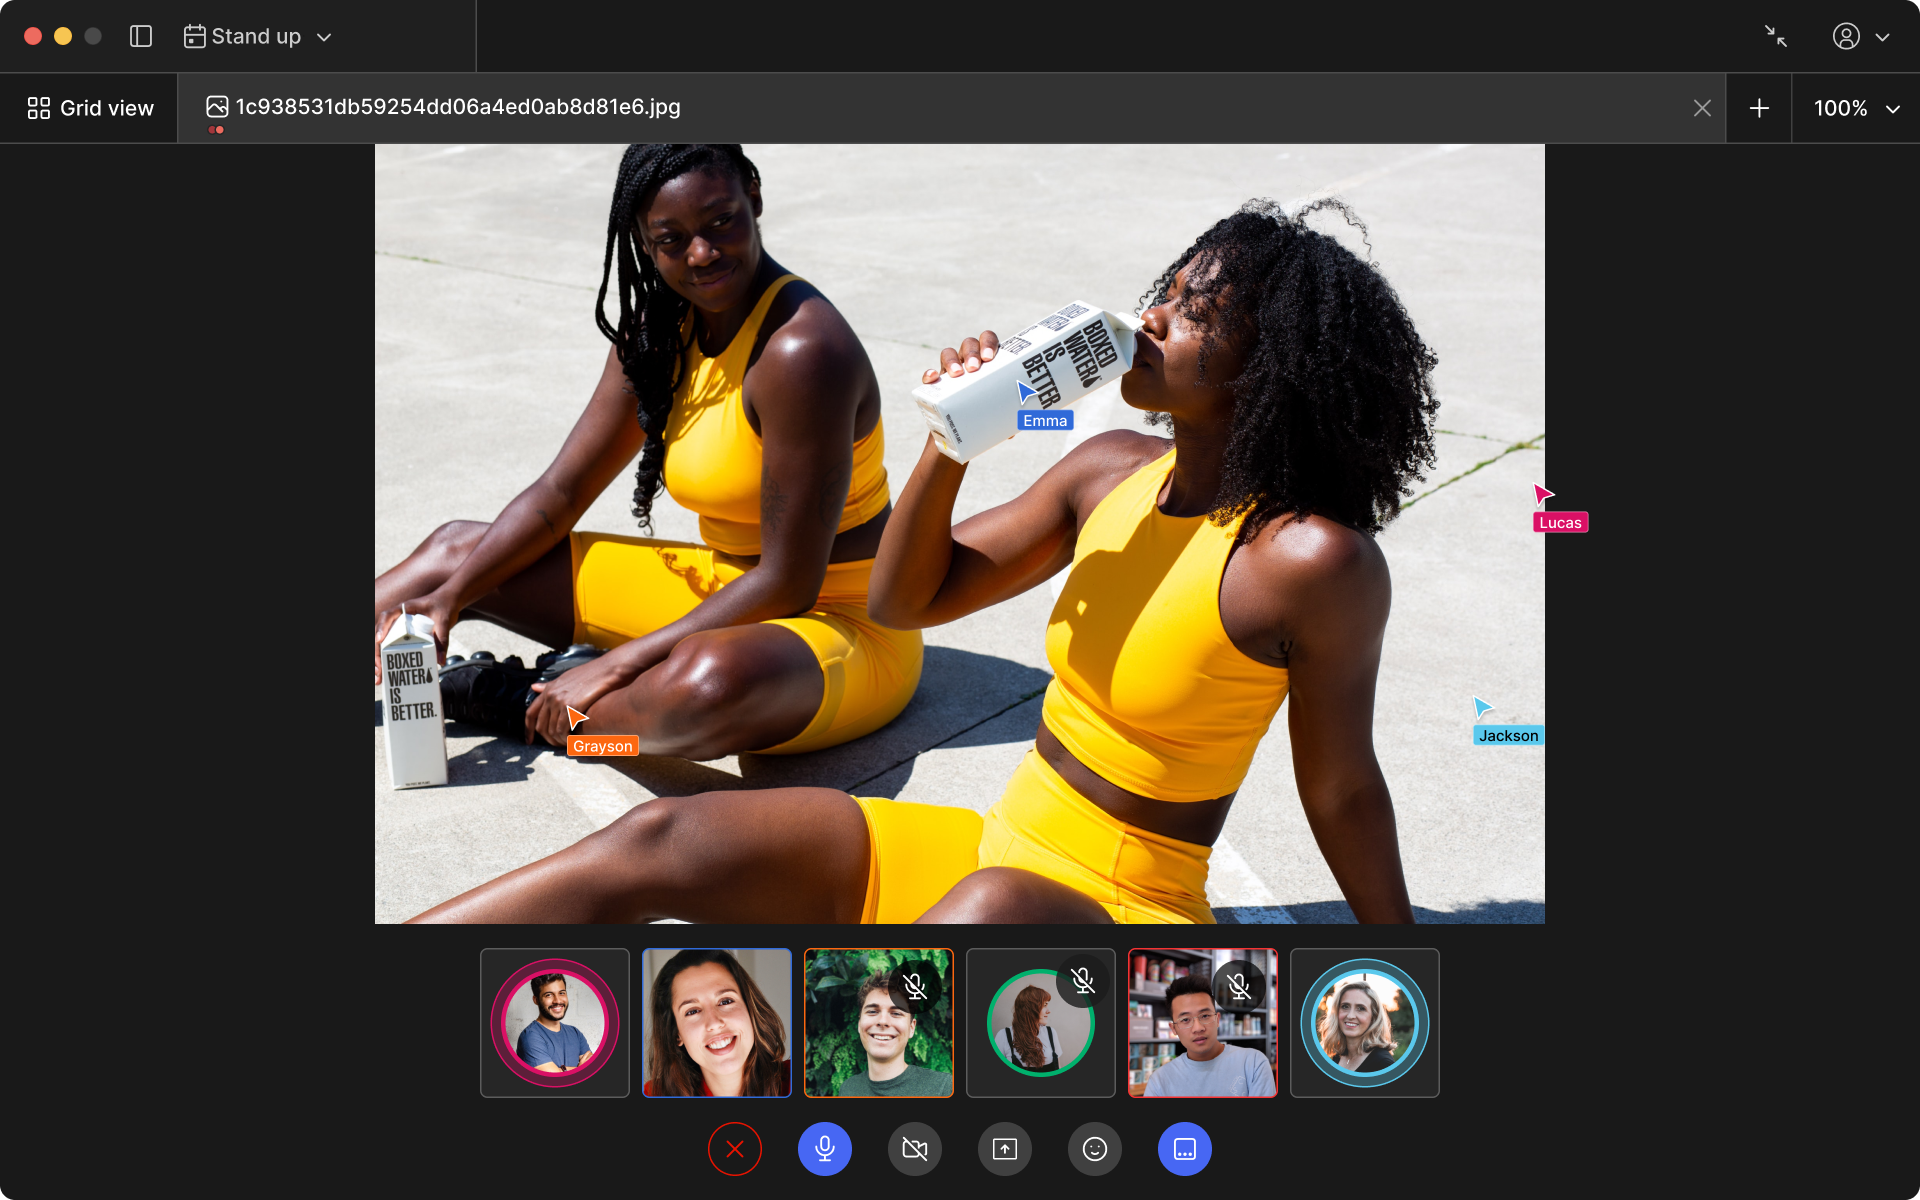 Stand up
Grid view
1c938531db59254dd06a4ed0ab8d81e6.jpg
100%
BOXED
WATER
IS
BETTER
Emma
Lucas
BOXED
WATER
IS
BETTER.
Grayson
Jackson